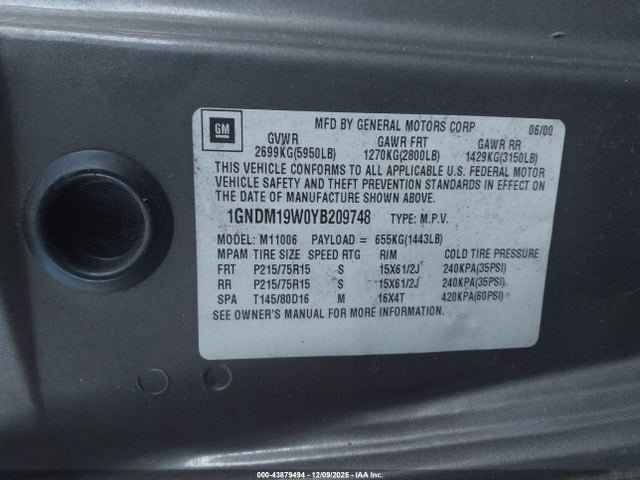 GM
MFD BY GENERAL MOTORS CORP 06/00
GVWR GAWR FRT GAWR RR
2699KG(5950LB) 1270KG(2800LB) 1429KG(3150LB)
THIS VEHICLE CONFORMS TO ALL APPLICABLE U.S. FEDERAL MOTOR
VEHICLE SAFETY AND THEFT PREVENTION STANDARDS IN EFFECT ON
THE DATE OF MANUFACTURE SHOWN ABOVE.
1GNDM19W0YB209748 TYPE: M.P.V.
MODEL: M11006 PAYLOAD = 655KG(1443LB)
MPAM TIRE SIZE SPEED RTG RIM COLD TIRE PRESSURE
FRT P215/75R15 S 15X61/2J 240KPA(35PSI)
RR P215/75R15 S 15X61/2J 240KPA(35PSI)
SPA T145/80D16 M 16X4T 420KPA(60PSI)
SEE OWNER'S MANUAL FOR MORE INFORMATION.
000-43879494 - 12/09/2025 - IAA Inc.